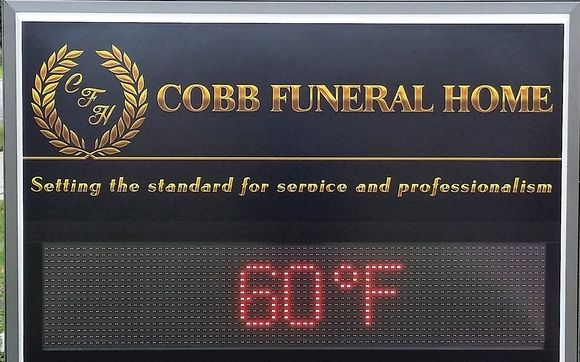 CFH
COBB FUNERAL HOME
Setting the standard for service and professionalism
60°F